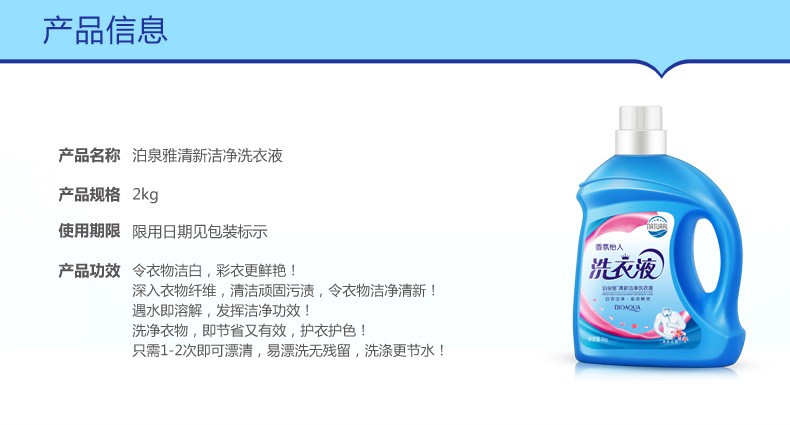 产品信息
产品名称 泊泉雅清新洁净洗衣液
产品规格 2kg
使用期限 限用日期见包装标示
产品功效 令衣物洁白，彩衣更鲜艳！
深入衣物纤维，清洁顽固污渍，令衣物洁净清新！
遇水即溶解，发挥洁净功效！
洗净衣物，即节省又有效，护衣护色！
只需1-2次即可漂清，易漂洗无残留，洗涤更节水！
NATURAL
香氛怡人
洗衣液
泊泉雅清新洁净洗衣液
BIOAQUA